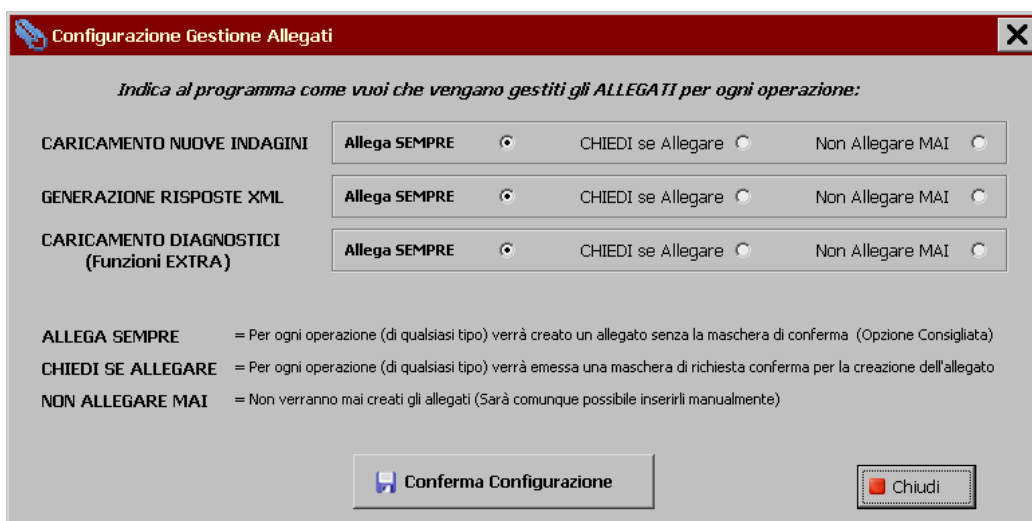 Configurazione Gestione Allegati
Indica al programma come vuoi che vengano gestiti gli ALLEGATI per ogni operazione:
CARICAMENTO NUOVE INDAGINI Allega SEMPRE CHIEDI se Allegare Non Allegare MAI
GENERAZIONE RISPOSTE XML Allega SEMPRE CHIEDI se Allegare Non Allegare MAI
CARICAMENTO DIAGNOSTICI
(Funzioni EXTRA) Allega SEMPRE CHIEDI se Allegare Non Allegare MAI
ALLEGA SEMPRE = Per ogni operazione (di qualsiasi tipo) verrà creato un allegato senza la maschera di conferma (Opzione Consigliata)
CHIEDI SE ALLEGARE = Per ogni operazione (di qualsiasi tipo) verrà emessa una maschera di richiesta conferma per la creazione dell'allegato
NON ALLEGARE MAI = Non verranno mai creati gli allegati (Sarà comunque possibile inserirli manualmente)
Conferma Configurazione
Chiudi